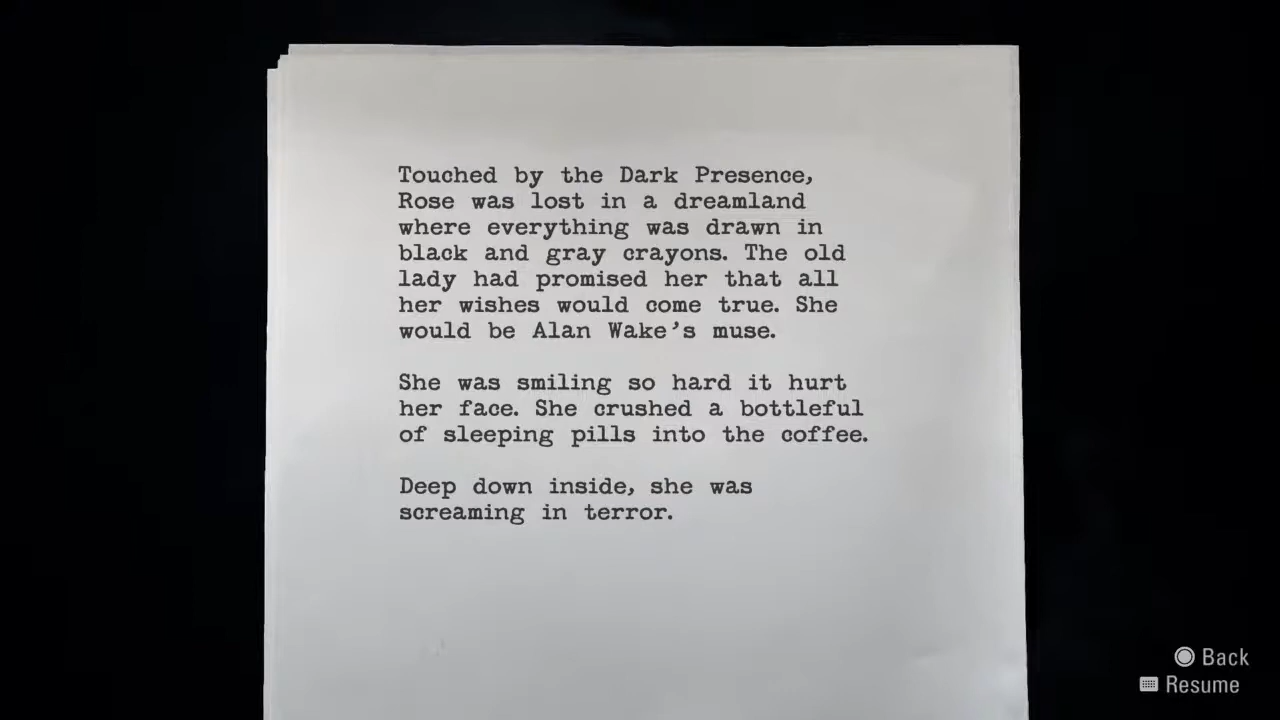 Touched by the Dark Presence,
Rose was lost in a dreamland
where everything was drawn in
black and gray crayons. The old
lady had promised her that all
her wishes would come true. She
would be Alan Wake's muse.
She was smiling so hard it hurt
her face. She crushed a bottleful
of sleeping pills into the coffee.
Deep down inside, she was
screaming in terror.
Back
Resume